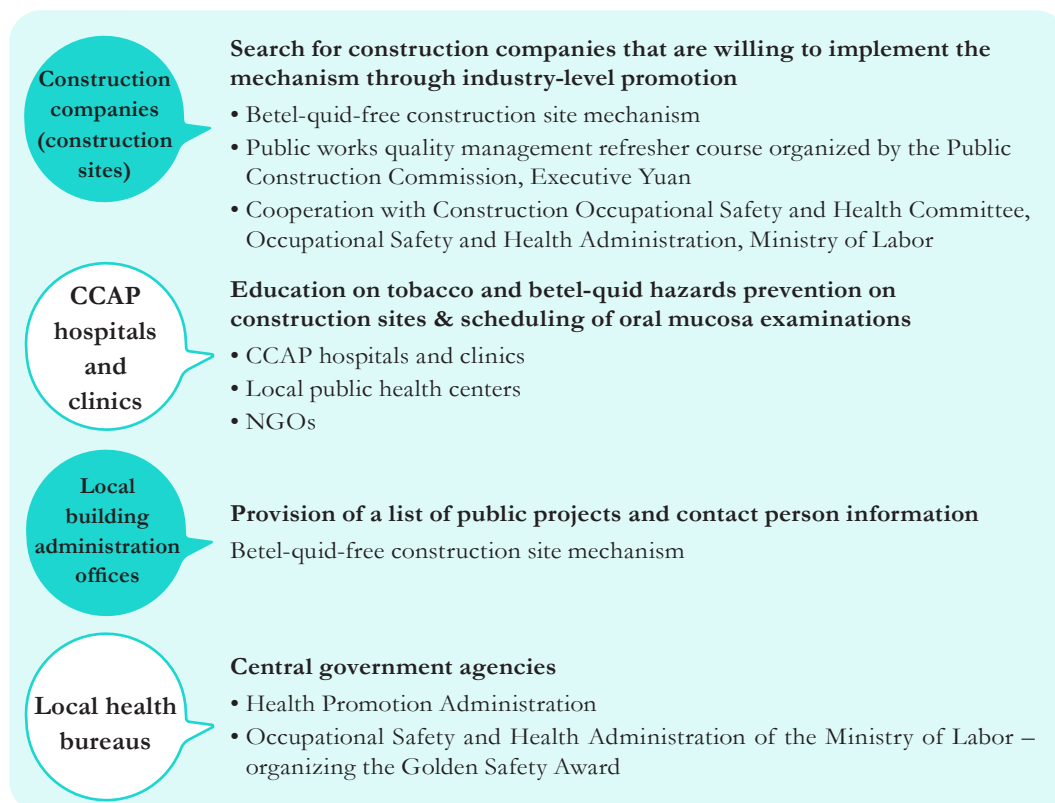 Construction
companies
(construction
sites)
Search for construction companies that are willing to implement the
mechanism through industry-level promotion
• Betel-quid-free construction site mechanism
• Public works quality management refresher course organized by the Public
Construction Commission, Executive Yuan
• Cooperation with Construction Occupational Safety and Health Committee,
Occupational Safety and Health Administration, Ministry of Labor
CCAP
hospitals
and
clinics
Education on tobacco and betel-quid hazards prevention on
construction sites & scheduling of oral mucosa examinations
• CCAP hospitals and clinics
• Local public health centers
• NGOs
Local
building
administration
offices
Provision of a list of public projects and contact person information
Betel-quid-free construction site mechanism
Local health
bureaus
Central government agencies
• Health Promotion Administration
• Occupational Safety and Health Administration of the Ministry of Labor –
organizing the Golden Safety Award